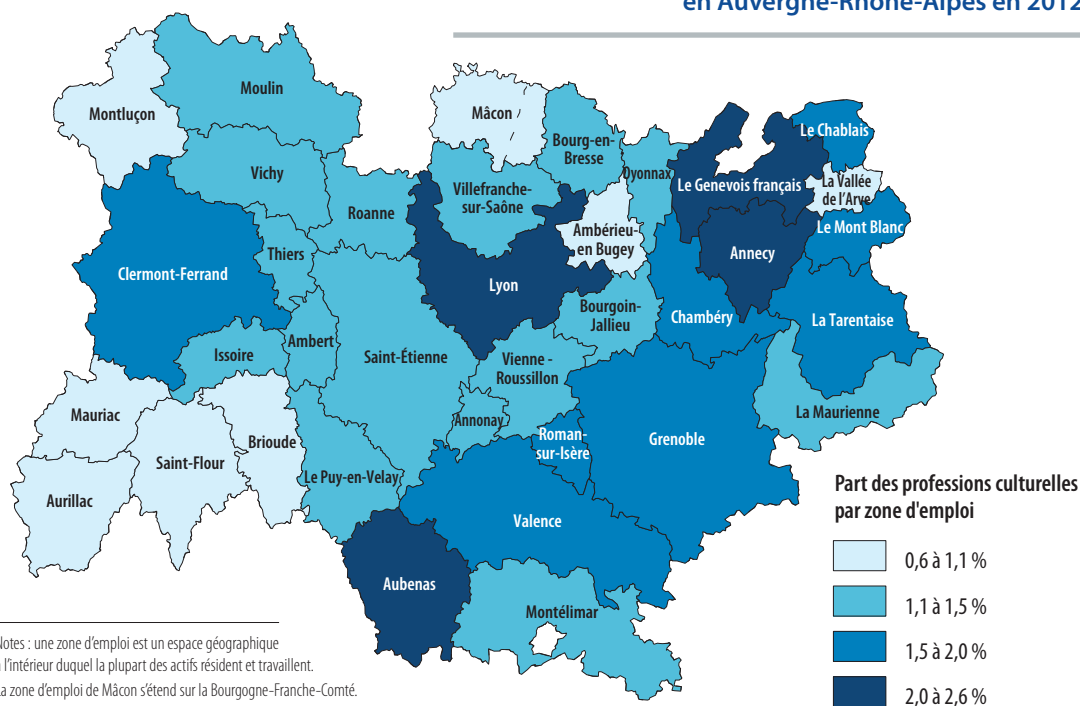 en Auvergne-Rhône-Alpes en 2012
Moulin
Montluçon
Mâcon
Le Chablais
Bourg-en-
Bresse
Vichy
Oyonnax
Le Genevois français
La Vallée
de l'Arve
Villefranche-
sur-Saône
Roanne
Ambérieu-
en Bugey
Le Mont Blanc
Thiers
Annecy
Clermont-Ferrand
Lyon
Bourgoin-
Jallieu
Chambéry
La Tarentaise
Ambert
Issoire
Saint-Étienne
Vienne -
Roussillon
Mauriac
Annonay
La Maurienne
Brioude
Roman-
sur-Isère
Grenoble
Saint-Flour
Le Puy-en-Velay
Aurillac
Valence
Aubenas
Montélimar
Part des professions culturelles
par zone d'emploi
0,6 à 1,1 %
1,1 à 1,5 %
1,5 à 2,0 %
2,0 à 2,6 %
Notes : une zone d'emploi est un espace géographique
à l'intérieur duquel la plupart des actifs résident et travaillent.
La zone d'emploi de Mâcon s'étend sur la Bourgogne-Franche-Comté.